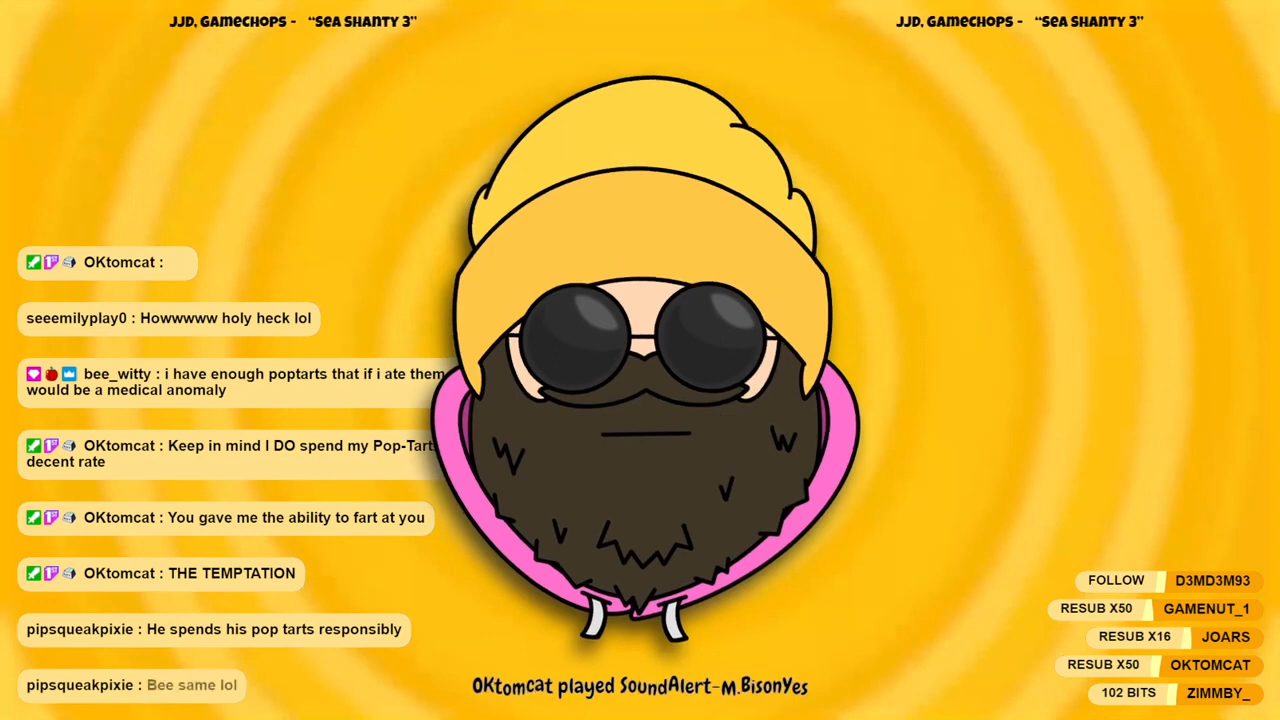 JJD, GameChops - "Sea Shanty 3"
JJD, GameChops - "Sea Shanty 3"
OKtomcat :
seeemilyplay0 : Howwwww holy heck lol
bee_witty : i have enough poptarts that if i ate them
would be a medical anomaly
OKtomcat : Keep in mind I DO spend my Pop-Tart
decent rate
OKtomcat : You gave me the ability to fart at you
OKtomcat : THE TEMPTATION
pipsqueakpixie : He spends his pop tarts responsibly
pipsqueakpixie : Bee same lol
FOLLOW D3MD3M93
RESUB X50 GAMENUT_1
RESUB X16 JOARS
RESUB X50 OKTOMCAT
102 BITS ZIMMBY_
OKtomcat played SoundAlert-M.BisonYes